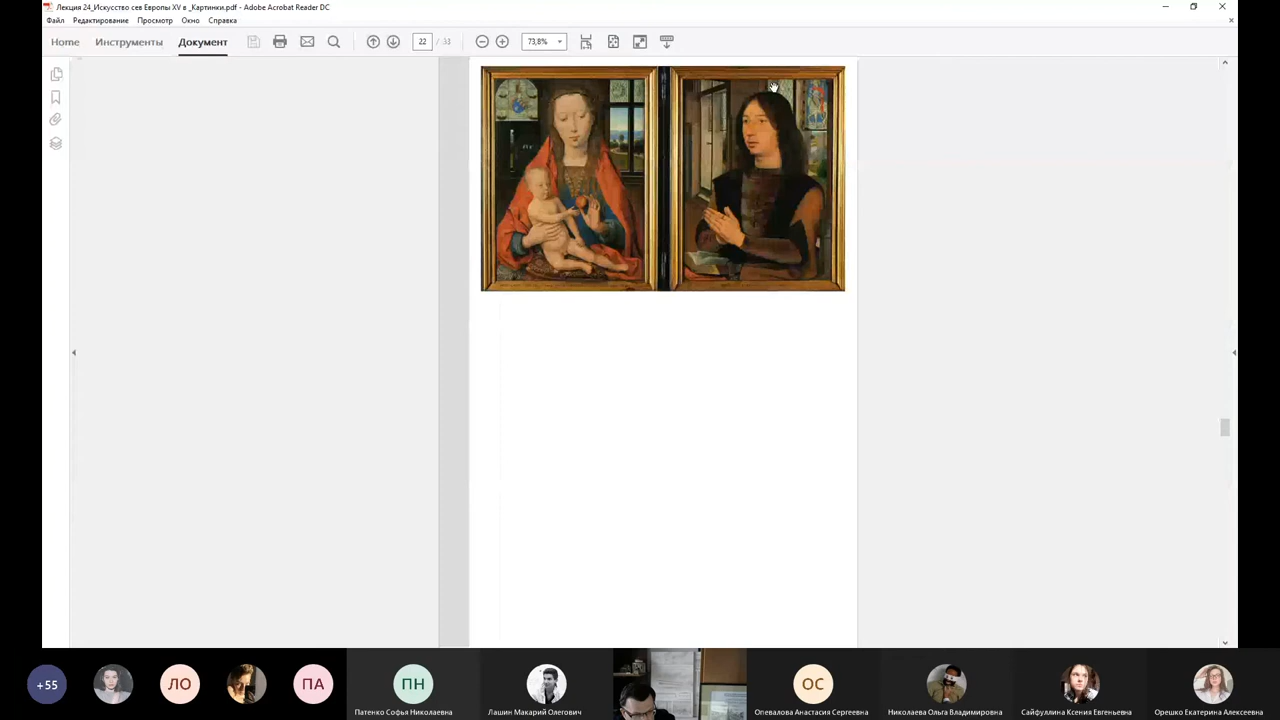 Лекция 24_Искусство сев Европы XV в _Картинки.pdf - Adobe Acrobat Reader DC
Файл Редактирование Просмотр Окно Справка
Home Инструменты Документ 22 / 33 73,8%
+55 ЛО ПА ПН ОС
Патенко Софья Николаевна Лашин Макарий Олегович Опевалова Анастасия Сергеевна Николаева Ольга Владимировна Сайфуллина Ксения Евгеньевна Орешко Екатерина Алексеевна